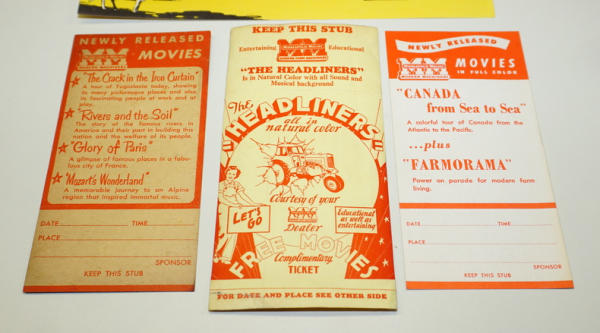 NEWLY RELEASED
MM MOVIES
"The Crack in the Iron Curtain"
A tour of Yugoslavia today, showing
its many picturesque places and also
its fascinating people at work and at
play.
"Rivers and the Soil"
The story of the famous rivers in
America and their part in building this
nation and the welfare of its people.
"Glory of Paris"
A glimpse of famous places in a fabu-
lous city of France.
"Mozart's Wonderland"
A memorable journey to an Alpine
region that inspired immortal music.
DATE TIME
PLACE
SPONSOR
KEEP THIS STUB
KEEP THIS STUB
Entertaining MM Educational
"THE HEADLINERS"
Is in Natural Color with all Sound and
Musical background
The
"HEADLINERS"
all in
natural color
Courtesy of your
LET'S
GO
MM
Dealer
Educational
as well as
entertaining
FREE MOVIES
Complimentary
TICKET
FOR DATE AND PLACE SEE OTHER SIDE
NEWLY RELEASED
MM MOVIES
IN FULL COLOR
"CANADA
from Sea to Sea"
A colorful tour of Canada from the
Atlantic to the Pacific.
...plus
"FARMORAMA"
Power on parade for modern farm
living.
DATE TIME
PLACE
SPONSOR
KEEP THIS STUB